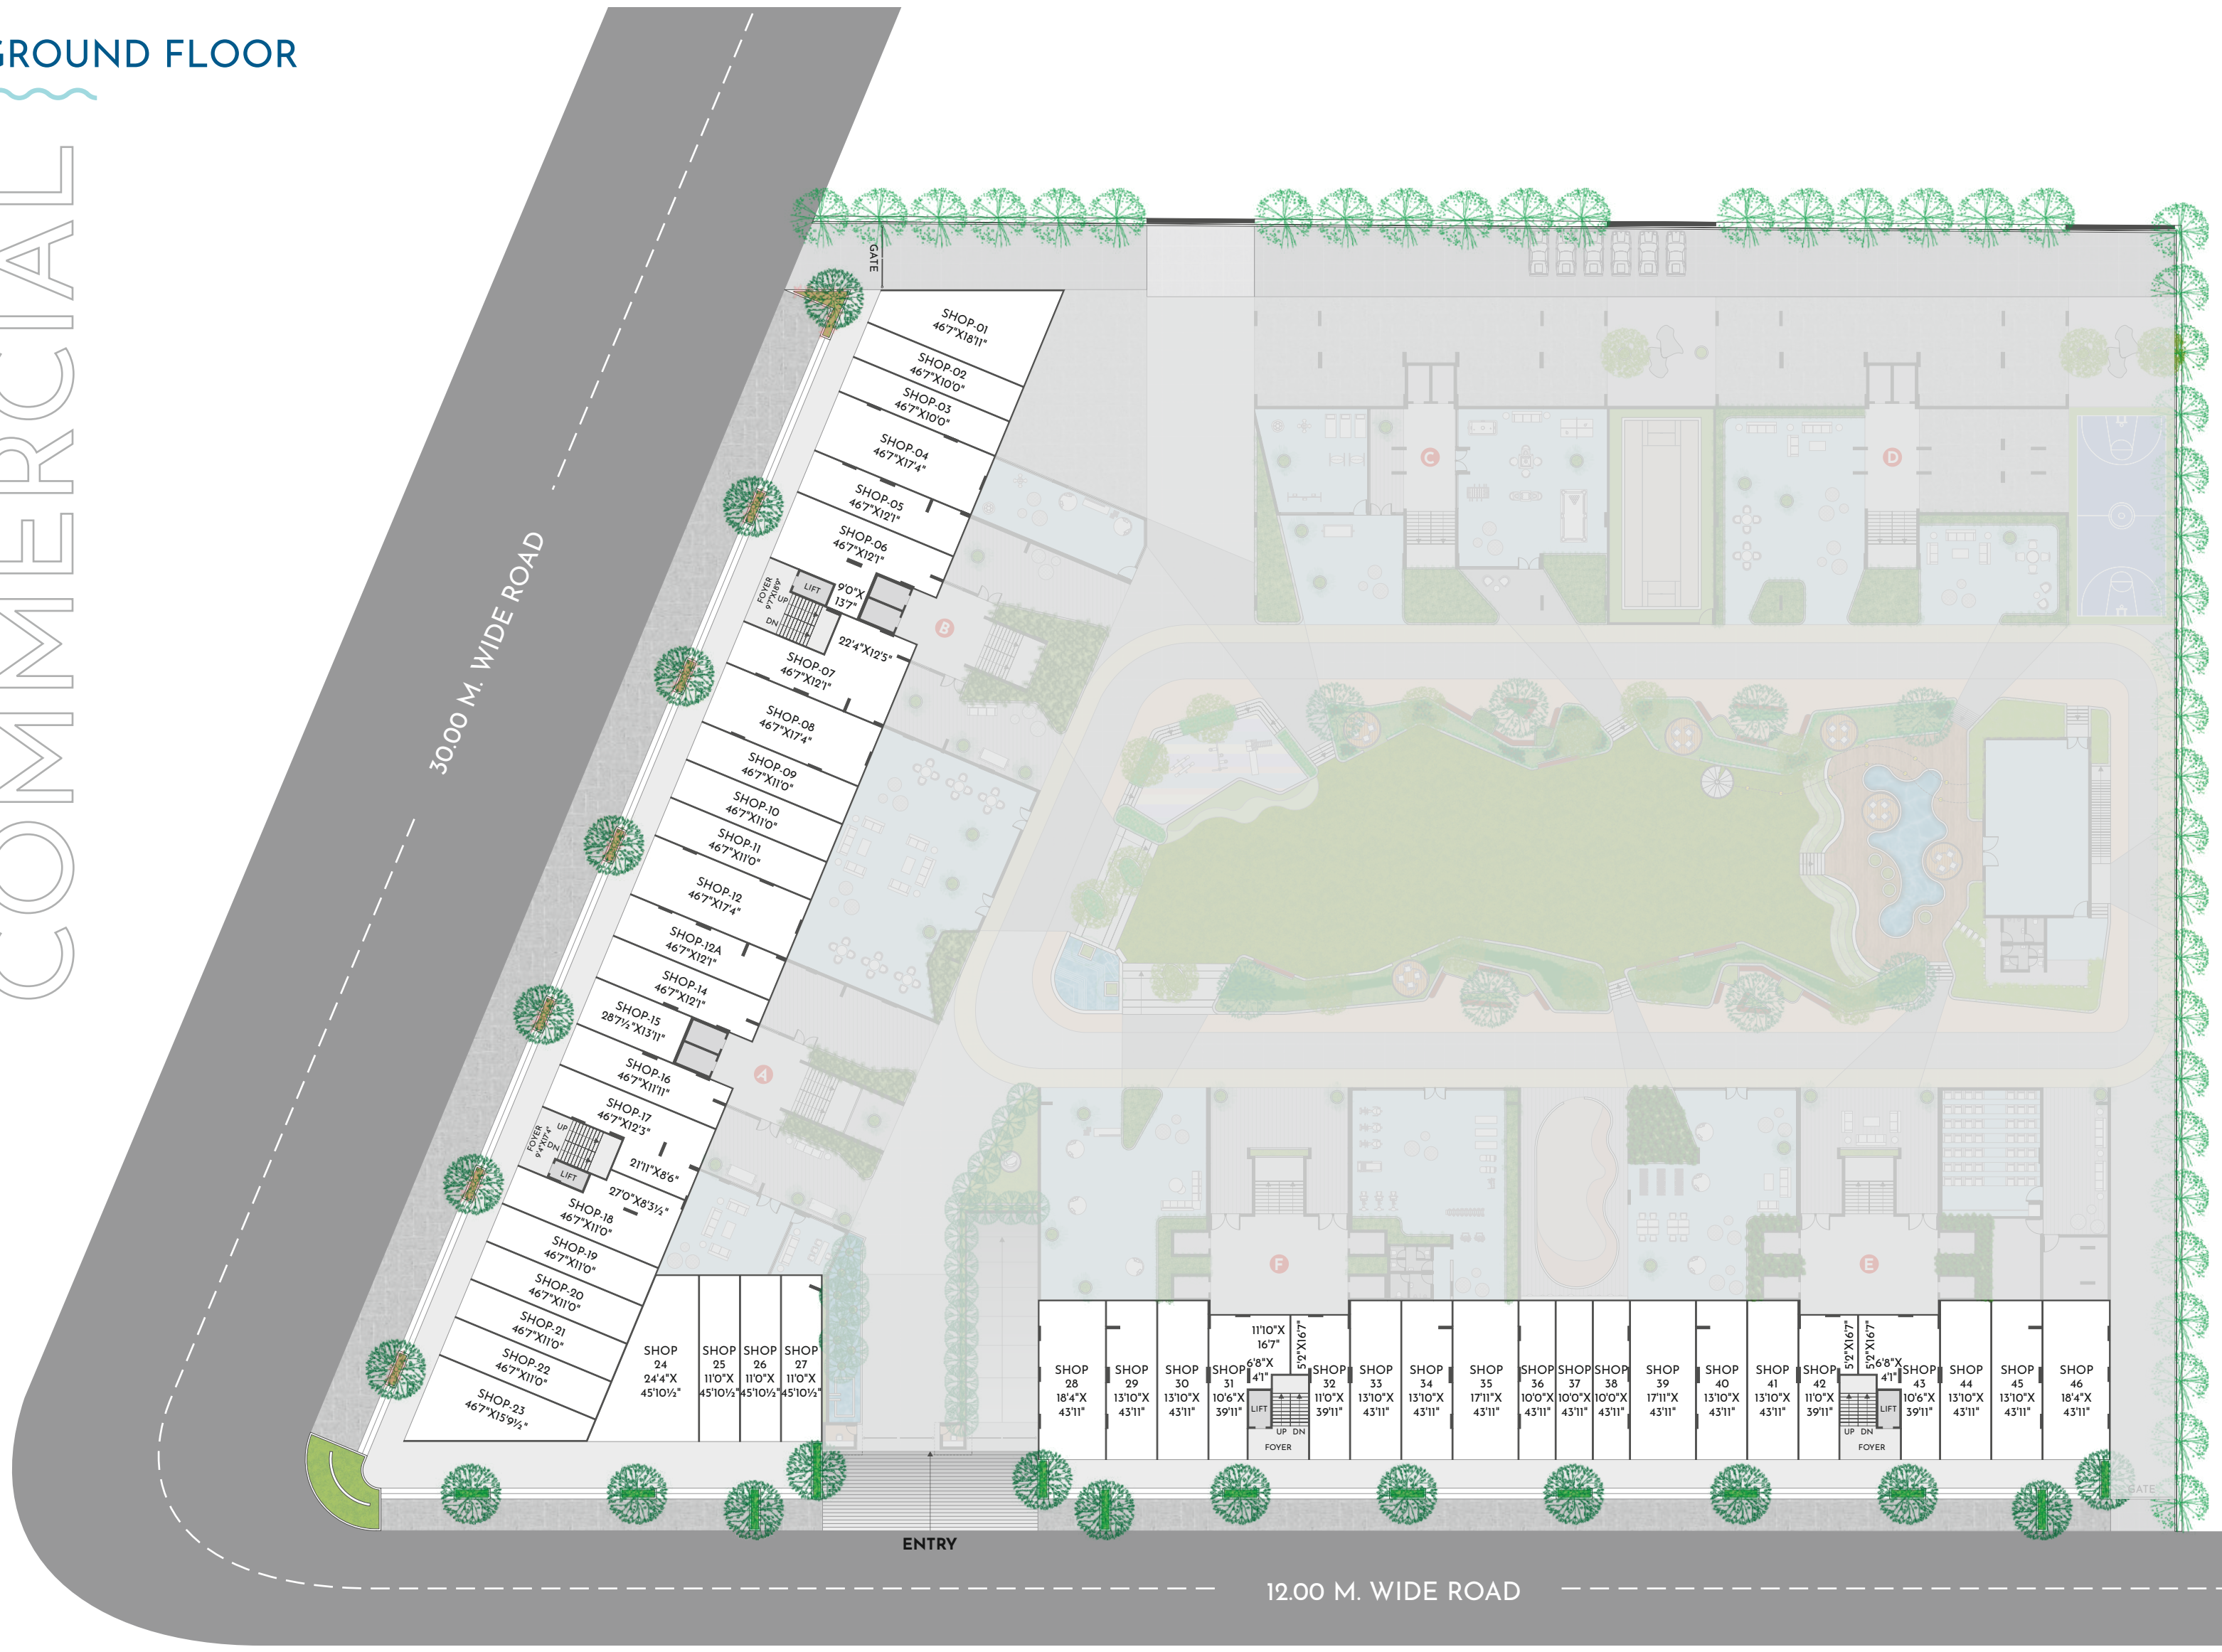 GROUND FLOOR
COMMERCIAL
30.00 M. WIDE ROAD
GATE
SHOP-01
46'7"X18'11"
SHOP-02
46'7"X10'0"
SHOP-03
46'7"X10'0"
SHOP-04
46'7"X17'4"
SHOP-05
46'7"X12'1"
SHOP-06
46'7"X12'1"
FOYER
9'7"X18'9"
LIFT
UP
DN
9'0"X
13'7"
22'4"X12'5"
SHOP-07
46'7"X12'1"
SHOP-08
46'7"X17'4"
SHOP-09
46'7"X11'0"
SHOP-10
46'7"X11'0"
SHOP-11
46'7"X11'0"
SHOP-12
46'7"X17'4"
SHOP-12A
46'7"X12'1"
SHOP-14
46'7"X12'1"
SHOP-15
28'7½"X13'11"
SHOP-16
46'7"X11'11"
SHOP-17
46'7"X12'3"
FOYER
9'4"X17'4"
UP
DN
LIFT
21'11"X8'6"
27'0"X8'3½"
SHOP-18
46'7"X11'0"
SHOP-19
46'7"X11'0"
SHOP-20
46'7"X11'0"
SHOP-21
46'7"X11'0"
SHOP-22
46'7"X11'0"
SHOP-23
46'7"X15'9½"
A
B
C
D
E
F
SHOP
24
24'4"X
45'10½"
SHOP
25
11'0"X
45'10½"
SHOP
26
11'0"X
45'10½"
SHOP
27
11'0"X
45'10½"
SHOP
28
18'4"X
43'11"
SHOP
29
13'10"X
43'11"
SHOP
30
13'10"X
43'11"
SHOP
31
10'6"X
39'11"
11'10"X
16'7"
6'8"X
4'1"
5'2"X16'7"
LIFT
UP DN
FOYER
SHOP
32
11'0"X
39'11"
SHOP
33
13'10"X
43'11"
SHOP
34
13'10"X
43'11"
SHOP
35
17'11"X
43'11"
SHOP
36
10'0"X
43'11"
SHOP
37
10'0"X
43'11"
SHOP
38
10'0"X
43'11"
SHOP
39
17'11"X
43'11"
SHOP
40
13'10"X
43'11"
SHOP
41
13'10"X
43'11"
SHOP
42
11'0"X
39'11"
5'2"X16'7"
5'2"X16'7"
6'8"X
4'1"
LIFT
UP DN
FOYER
SHOP
43
10'6"X
39'11"
SHOP
44
13'10"X
43'11"
SHOP
45
13'10"X
43'11"
SHOP
46
18'4"X
43'11"
GATE
ENTRY
12.00 M. WIDE ROAD